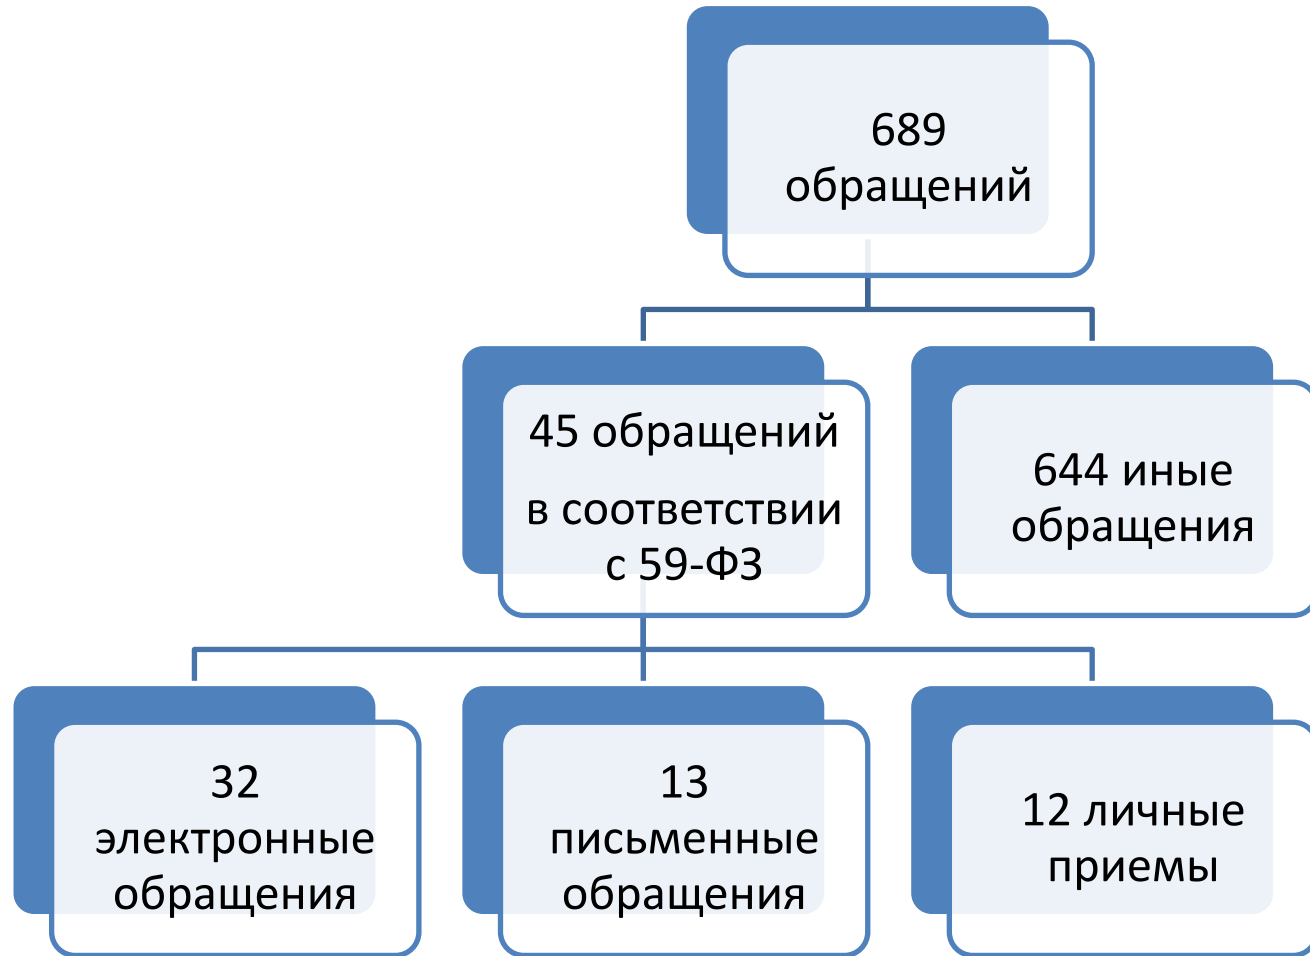 689
обращений
45 обращений
в соответствии
с 59-ФЗ
644 иные
обращения
32
электронные
обращения
13
письменные
обращения
12 личные
приемы